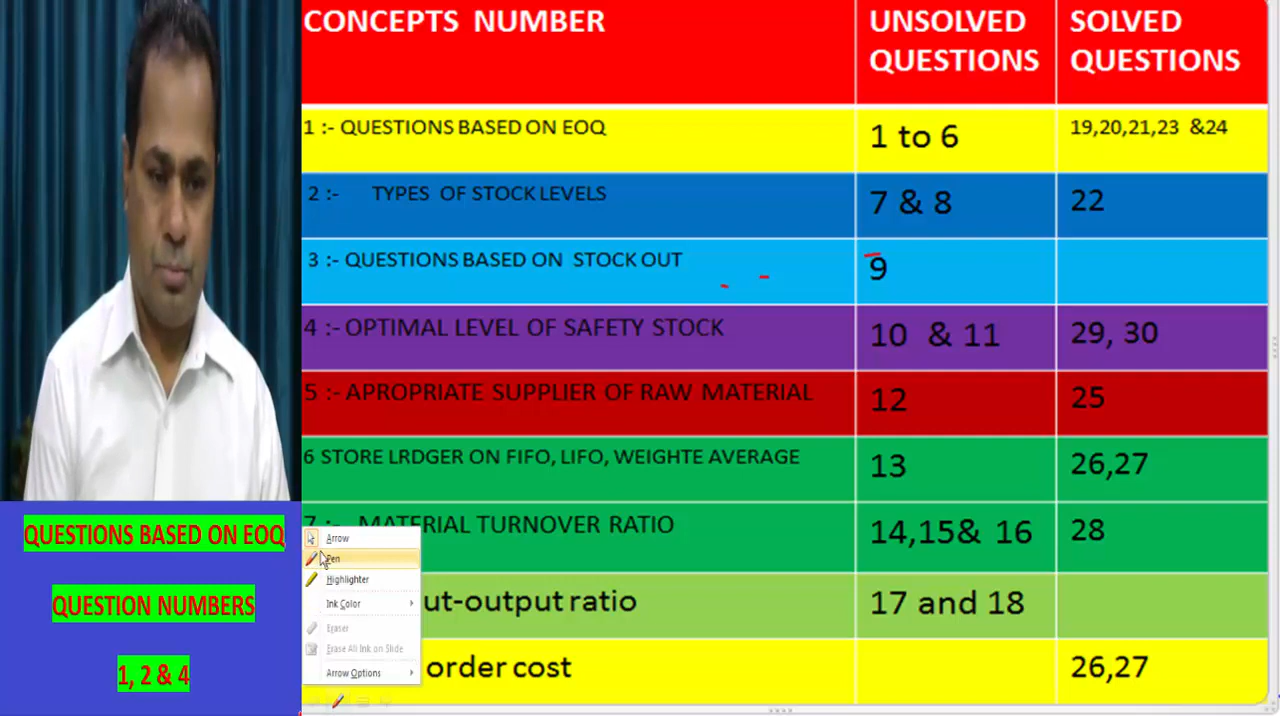 CONCEPTS NUMBER
UNSOLVED
QUESTIONS
SOLVED
QUESTIONS
1 :- QUESTIONS BASED ON EOQ
1 to 6
19,20,21,23 &24
2 :- TYPES OF STOCK LEVELS
7 & 8
22
3 :- QUESTIONS BASED ON STOCK OUT
9
4 :- OPTIMAL LEVEL OF SAFETY STOCK
10 & 11
29, 30
5 :- APROPRIATE SUPPLIER OF RAW MATERIAL
12
25
6 STORE LRDGER ON FIFO, LIFO, WEIGHTE AVERAGE
13
26,27
7 :- MATERIAL TURNOVER RATIO
14,15& 16
28
ut-output ratio
17 and 18
order cost
26,27
QUESTIONS BASED ON EOQ
QUESTION NUMBERS
1, 2 & 4
Arrow
Pen
Highlighter
Ink Color
Eraser
Erase All Ink on Slide
Arrow Options